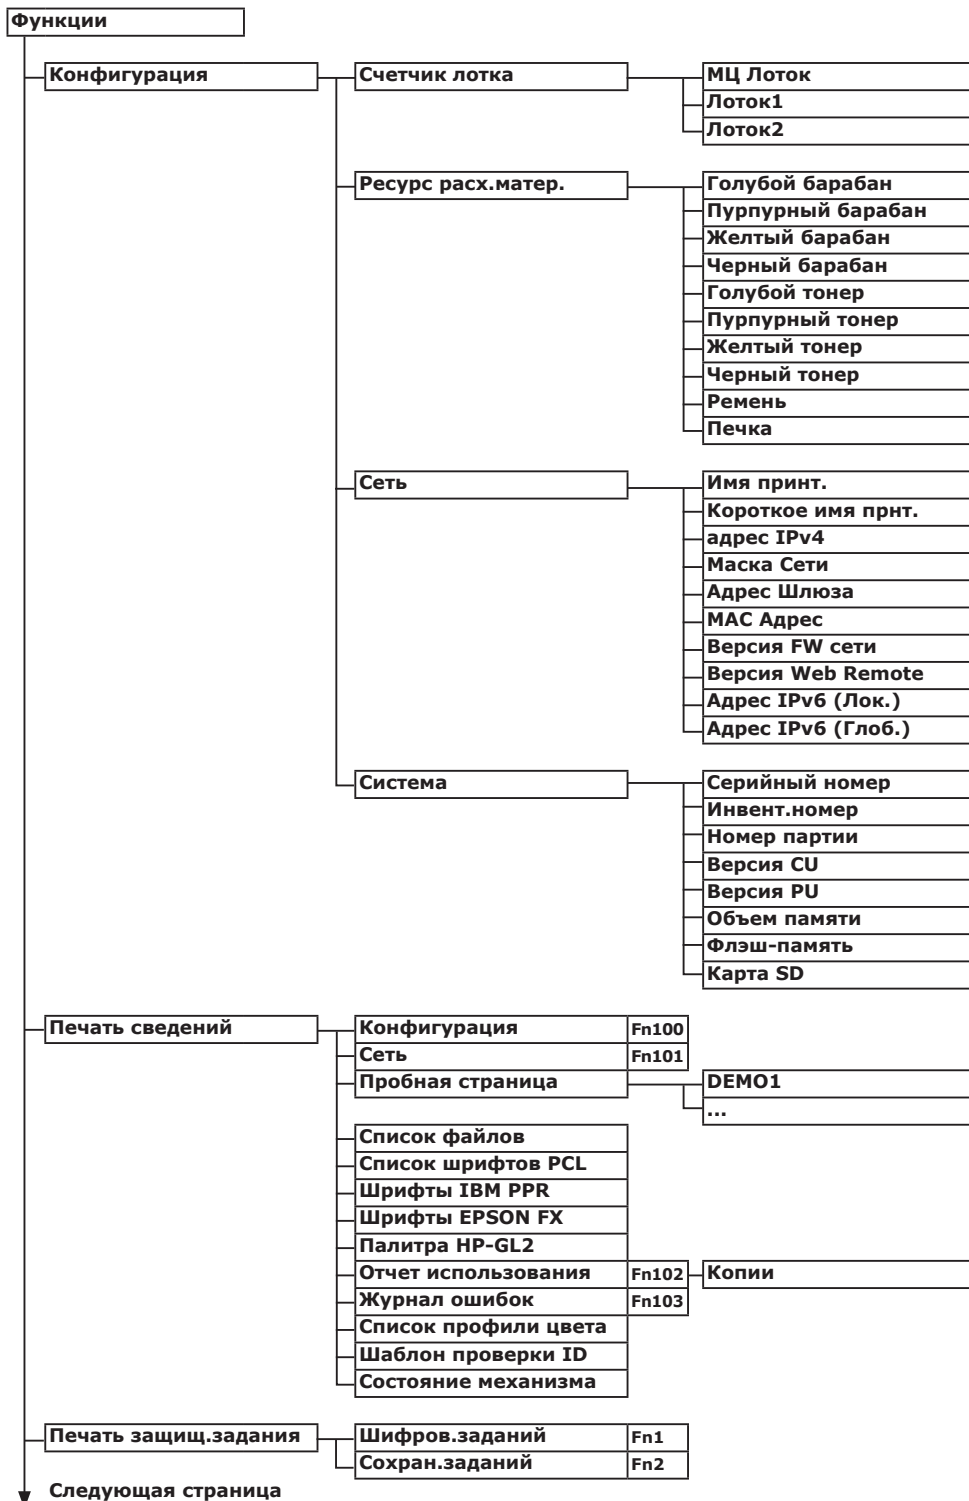 Функции
Конфигурация
Счетчик лотка
МЦ Лоток
Лоток1
Лоток2
Ресурс расх.матер.
Голубой барабан
Пурпурный барабан
Желтый барабан
Черный барабан
Голубой тонер
Пурпурный тонер
Желтый тонер
Черный тонер
Ремень
Печка
Сеть
Имя принт.
Короткое имя прнт.
адрес IPv4
Маска Сети
Адрес Шлюза
MAC Адрес
Версия FW сети
Версия Web Remote
Адрес IPv6 (Лок.)
Адрес IPv6 (Глоб.)
Система
Серийный номер
Инвент.номер
Номер партии
Версия CU
Версия PU
Объем памяти
Флэш-память
Карта SD
Печать сведений
Конфигурация Fn100
Сеть Fn101
Пробная страница
DEMO1
...
Список файлов
Список шрифтов PCL
Шрифты IBM PPR
Шрифты EPSON FX
Палитра HP-GL2
Отчет использования Fn102 Копии
Журнал ошибок Fn103
Список профили цвета
Шаблон проверки ID
Состояние механизма
Печать защищ.задания
Шифров.заданий Fn1
Сохран.заданий Fn2
Следующая страница